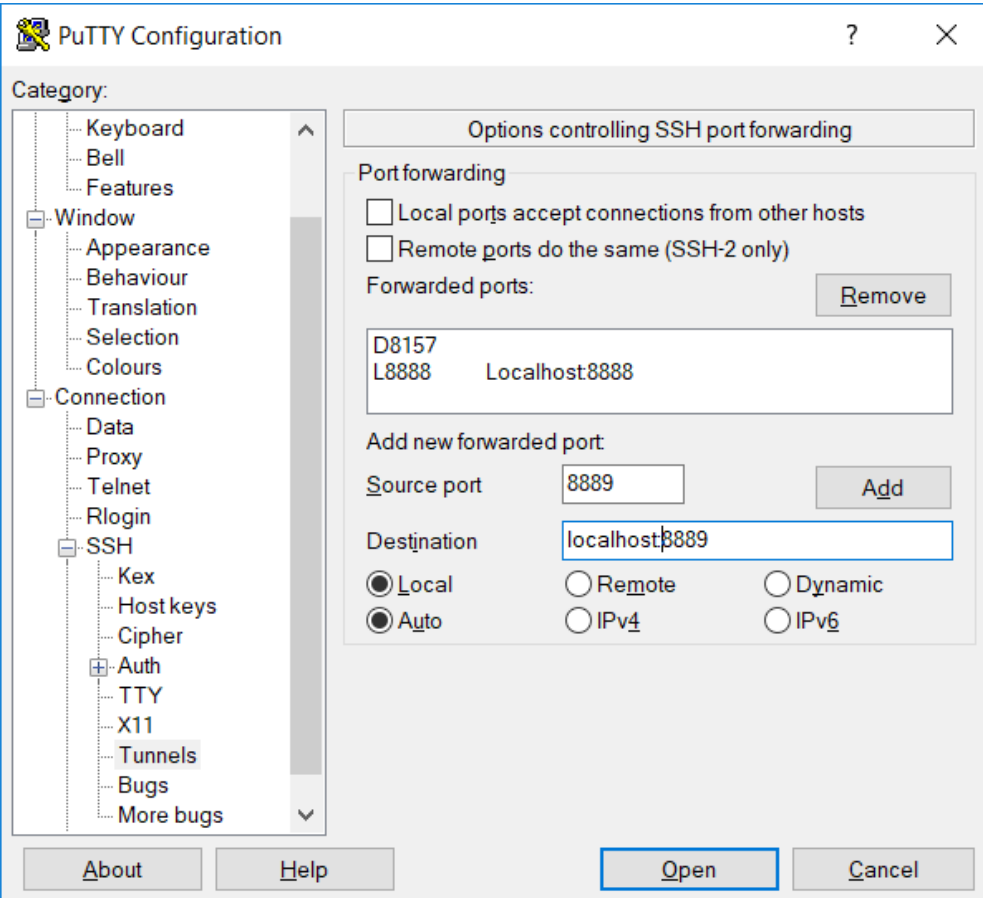 PuTTY Configuration
?
Category:
Keyboard
Bell
Features
Window
Appearance
Behaviour
Translation
Selection
Colours
Connection
Data
Proxy
Telnet
Rlogin
SSH
Kex
Host keys
Cipher
Auth
TTY
X11
Tunnels
Bugs
More bugs
Options controlling SSH port forwarding
Port forwarding
Local ports accept connections from other hosts
Remote ports do the same (SSH-2 only)
Forwarded ports:
Remove
D8157
L8888 Localhost:8888
Add new forwarded port:
Source port 8889 Add
Destination localhost:8889
Local Remote Dynamic
Auto IPv4 IPv6
About Help Open Cancel